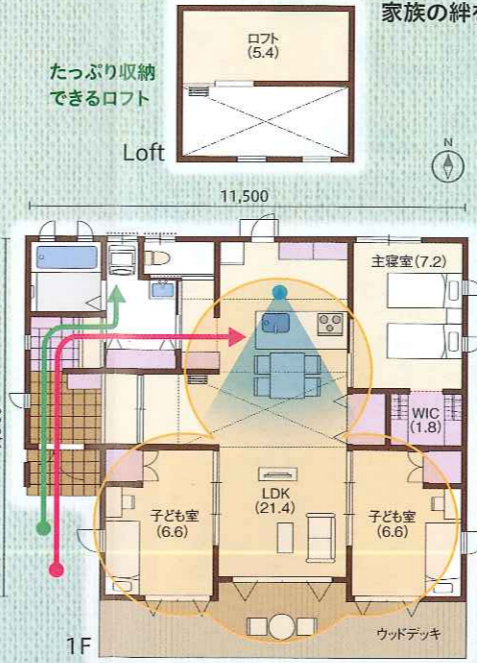 家族の絆
ロフト
(5.4)
たっぷり収納
できるロフト
Loft
N
11,500
主寝室(7.2)
WIC
(1.8)
LDK
(21.4)
子ども室
(6.6)
子ども室
(6.6)
ウッドデッキ
1F